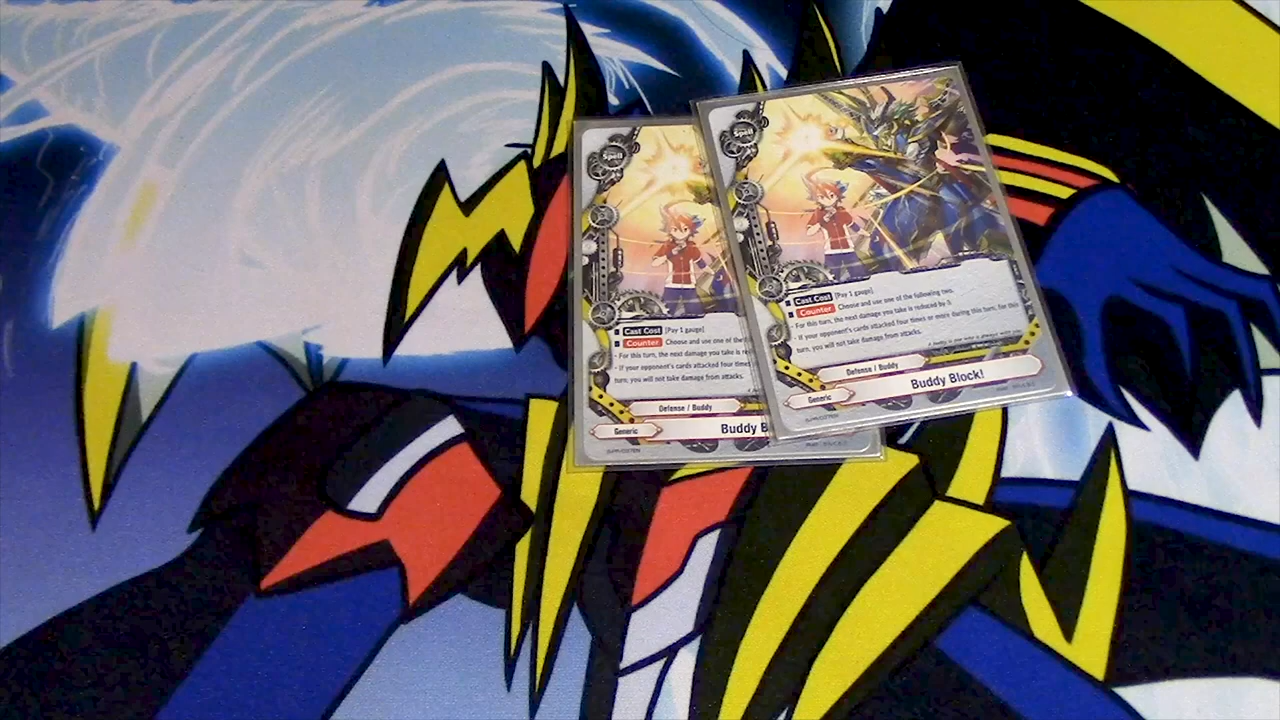 Spell
Cast Cost [Pay 1 gauge]
Counter Choose and use one of the
- For this turn, the next damage you take is
- If your opponent's cards attacked four times
turn, you will not take damage from attacks.
Defense / Buddy
Generic
Buddy B
Spell
Cast Cost [Pay 1 gauge]
Counter Choose and use one of the following two.
- For this turn, the next damage you take is reduced by
- If your opponent's cards attacked four times or more during this turn, for this
turn, you will not take damage from attacks.
Defense / Buddy
Generic
Buddy Block!